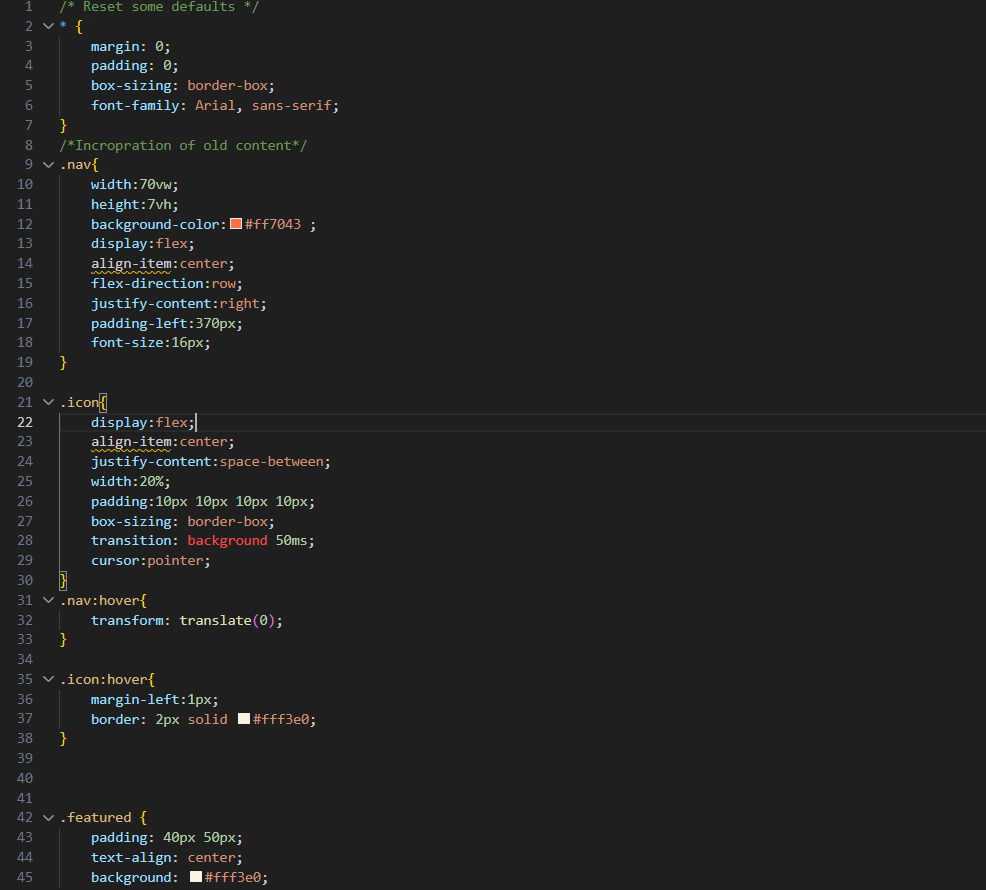 1 /* Reset some defaults */
2 * {
3 margin: 0;
4 padding: 0;
5 box-sizing: border-box;
6 font-family: Arial, sans-serif;
7 }
8 /*Incropration of old content*/
9 .nav{
10 width:70vw;
11 height:7vh;
12 background-color:#ff7043 ;
13 display:flex;
14 align-item:center;
15 flex-direction:row;
16 justify-content:right;
17 padding-left:370px;
18 font-size:16px;
19 }
20
21 .icon{
22 display:flex;
23 align-item:center;
24 justify-content:space-between;
25 width:20%;
26 padding:10px 10px 10px 10px;
27 box-sizing: border-box;
28 transition: background 50ms;
29 cursor:pointer;
30 }
31 .nav:hover{
32 transform: translate(0);
33 }
34
35 .icon:hover{
36 margin-left:1px;
37 border: 2px solid #fff3e0;
38 }
39
40
41
42 .featured {
43 padding: 40px 50px;
44 text-align: center;
45 background: #fff3e0;